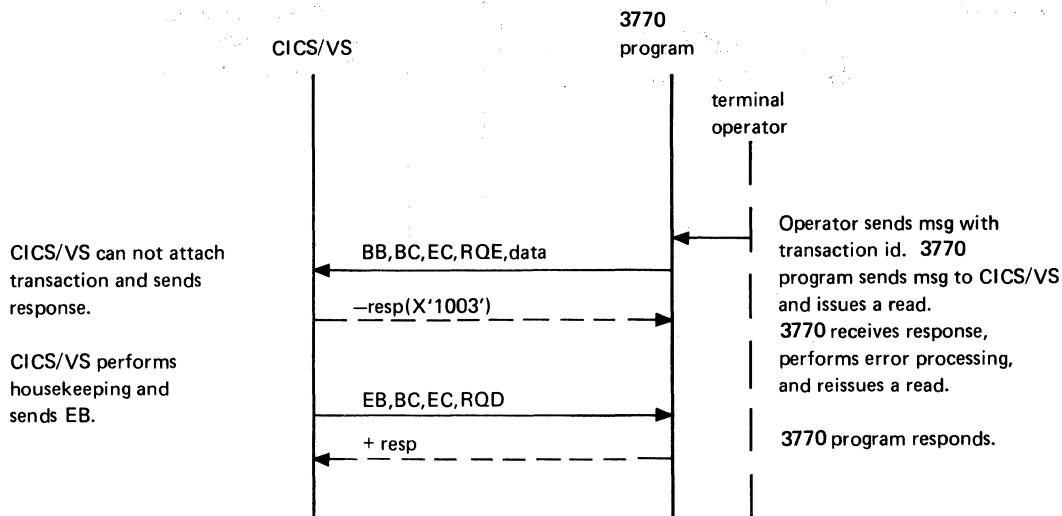 3770
program
CICS/VS
terminal
operator
Operator sends msg with
transaction id. 3770
program sends msg to CICS/VS
and issues a read.
3770 receives response,
performs error processing,
and reissues a read.
3770 program responds.
CICS/VS can not attach
transaction and sends
response.
CICS/VS performs
housekeeping and
sends EB.
BB,BC,EC,RQE,data
—resp(X'1003')
EB,BC,EC,RQD
+ resp